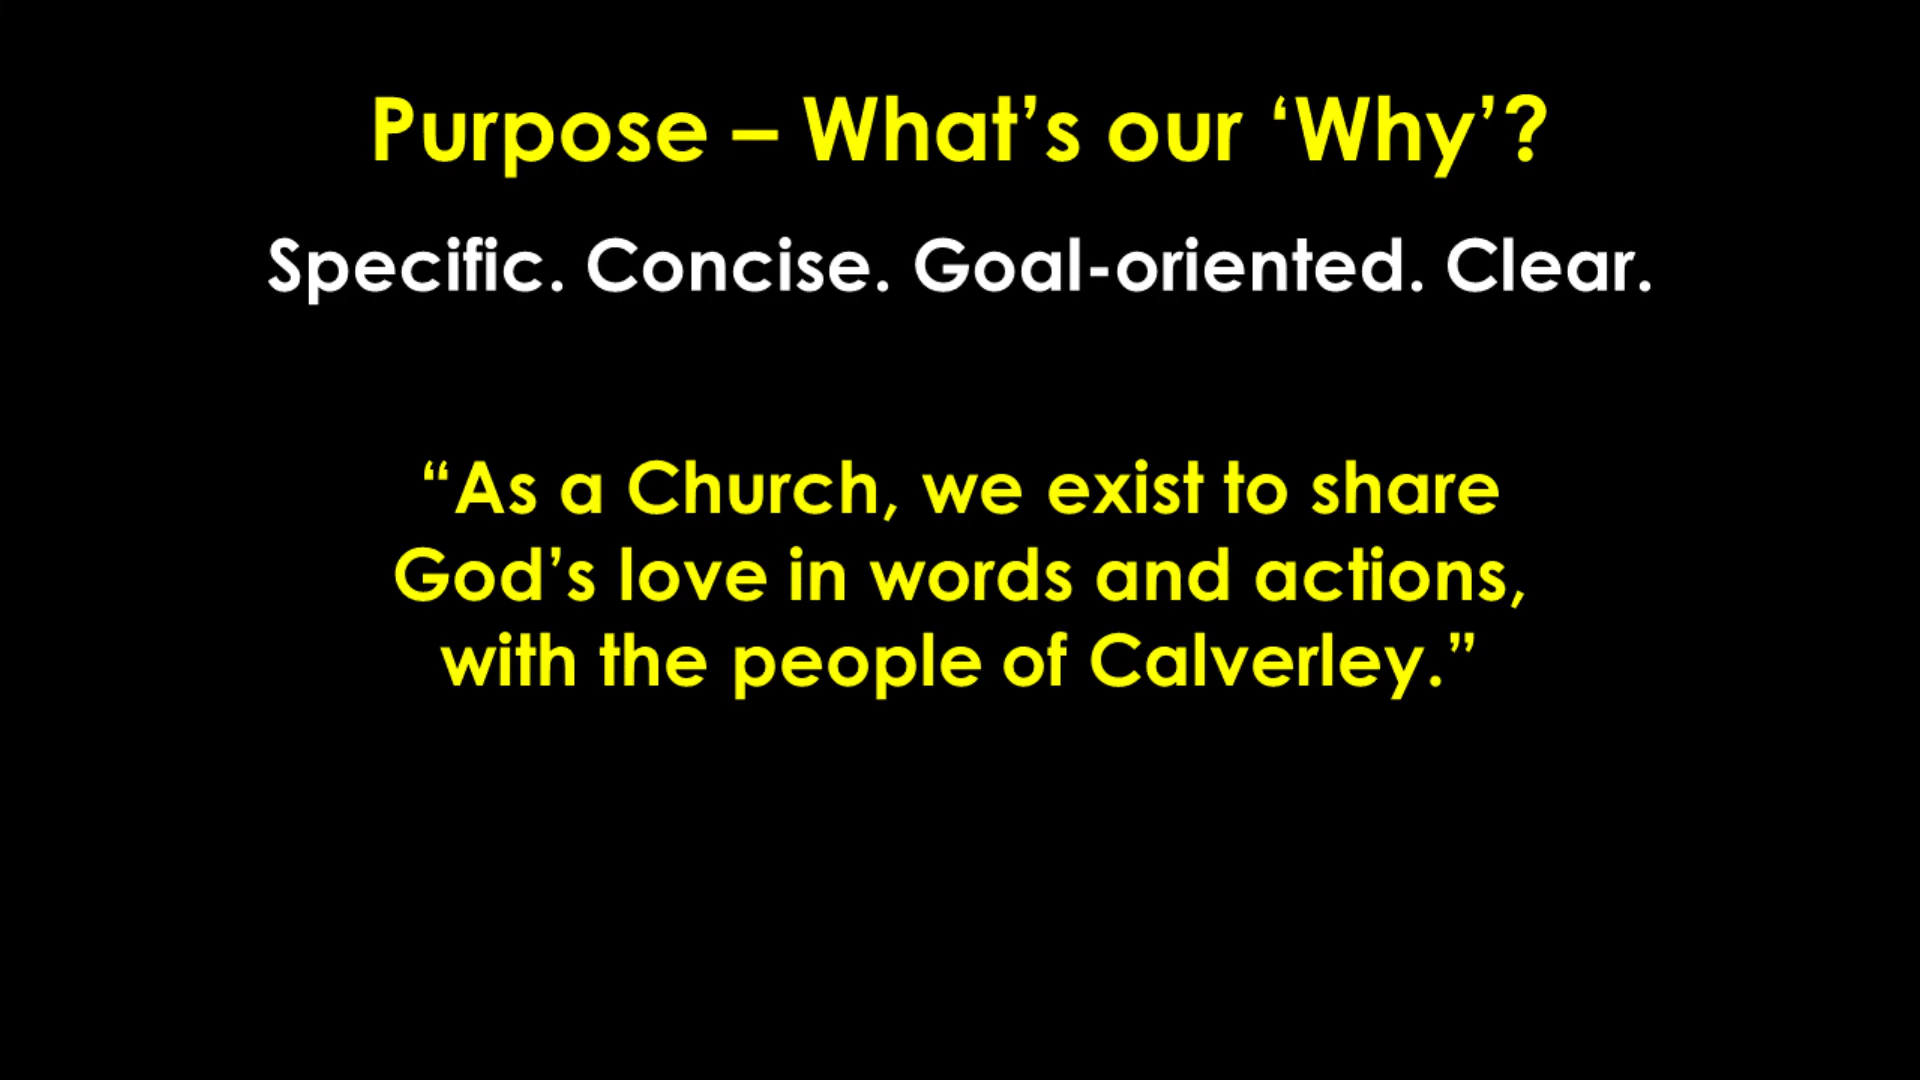 Purpose – What’s our ‘Why’?
Specific. Concise. Goal-oriented. Clear.
“As a Church, we exist to share
God’s love in words and actions,
with the people of Calverley.”